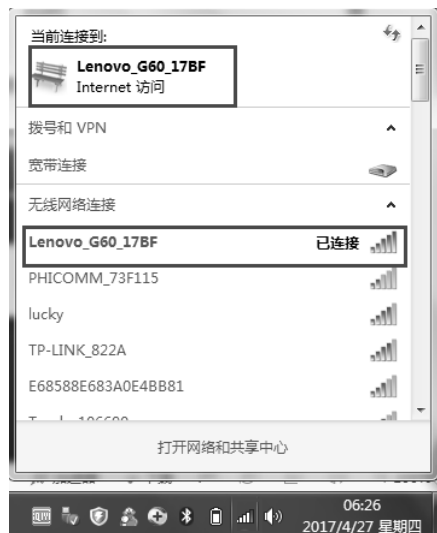 当前连接到:
Lenovo_G60_17BF
Internet 访问
拨号和 VPN
宽带连接
无线网络连接
Lenovo_G60_17BF 已连接
PHICOMM_73F115
lucky
TP-LINK_822A
E68588E683A0E4BB81
打开网络和共享中心
06:26
2017/4/27 星期四